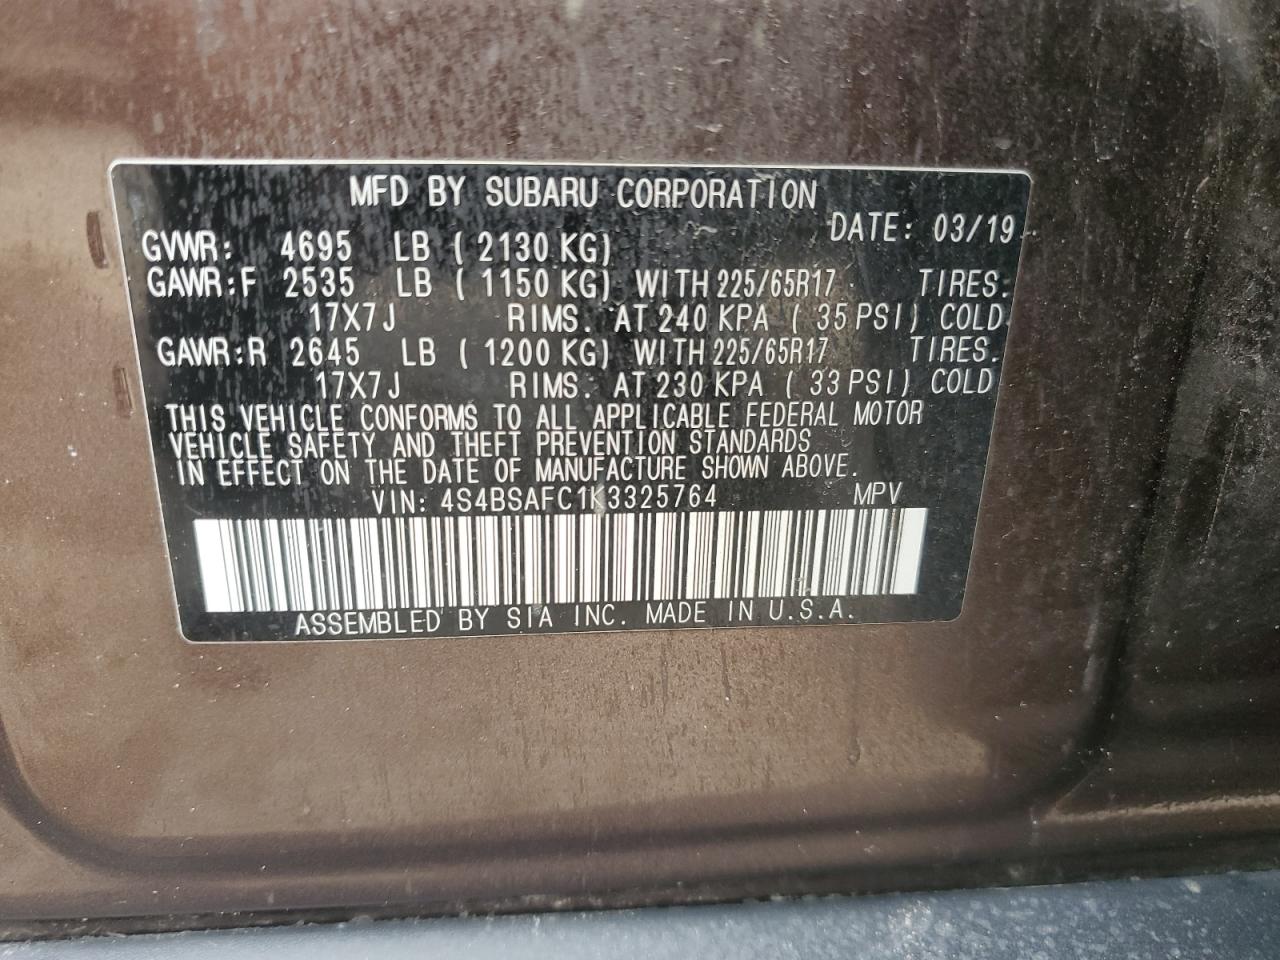 MFD BY SUBARU CORPORATION
DATE: 03/19
GVWR: 4695 LB (2130 KG)
GAWR:F 2535 LB (1150 KG) WITH 225/65R17 TIRES.
17X7J RIMS. AT 240 KPA (35 PSI) COLD
GAWR:R 2645 LB (1200 KG) WITH 225/65R17 TIRES.
17X7J RIMS. AT 230 KPA (33 PSI) COLD
THIS VEHICLE CONFORMS TO ALL APPLICABLE FEDERAL MOTOR
VEHICLE SAFETY AND THEFT PREVENTION STANDARDS
IN EFFECT ON THE DATE OF MANUFACTURE SHOWN ABOVE.
VIN: 4S4BSAFC1K3325764 MPV
ASSEMBLED BY SIA INC. MADE IN U.S.A.